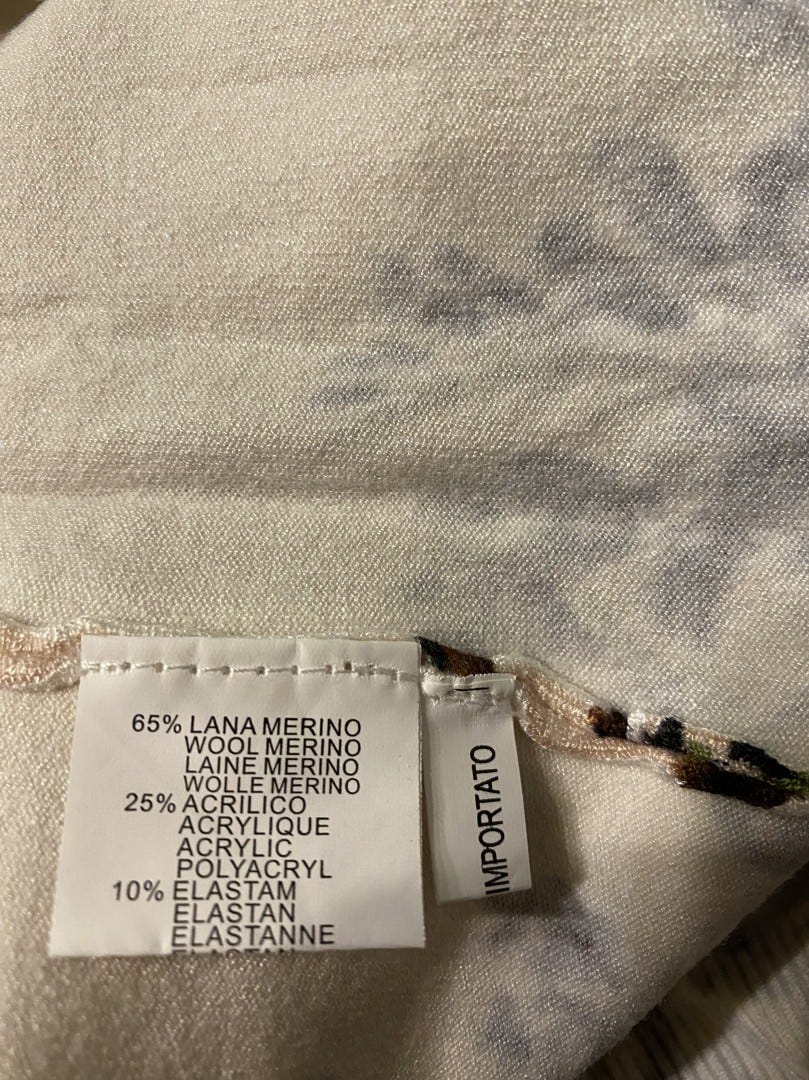 65% LANA MERINO
WOOL MERINO
LAINE MERINO
WOLLE MERINO
25% ACRILICO
ACRYLIQUE
ACRYLIC
POLYACRYL
10% ELASTAM
ELASTAN
ELASTANNE
IMPORTATO